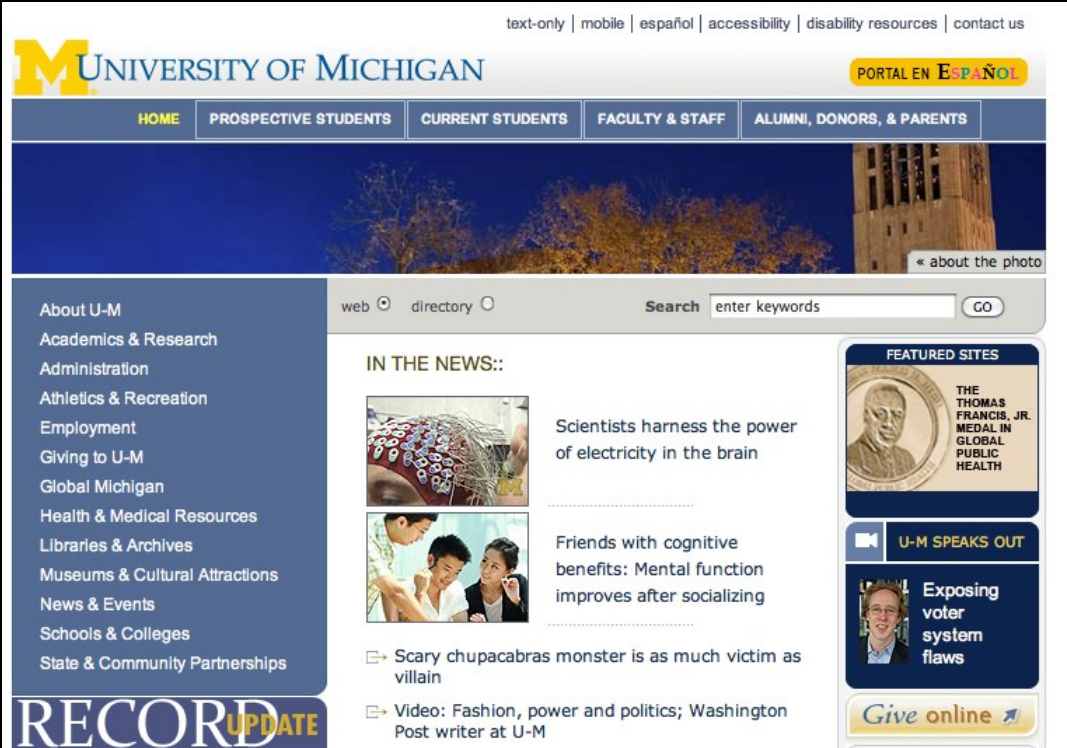 text-only | mobile | español | accessibility | disability resources | contact us
M UNIVERSITY OF MICHIGAN
PORTAL EN ESPAÑOL
HOME
PROSPECTIVE STUDENTS
CURRENT STUDENTS
FACULTY & STAFF
ALUMNI, DONORS, & PARENTS
« about the photo
About U-M
Academics & Research
Administration
Athletics & Recreation
Employment
Giving to U-M
Global Michigan
Health & Medical Resources
Libraries & Archives
Museums & Cultural Attractions
News & Events
Schools & Colleges
State & Community Partnerships
RECORD UPDATE
web
directory
Search
enter keywords
GO
IN THE NEWS::
M
Scientists harness the power
of electricity in the brain
Friends with cognitive
benefits: Mental function
improves after socializing
Scary chupacabras monster is as much victim as
villain
Video: Fashion, power and politics; Washington
Post writer at U-M
FEATURED SITES
THE
THOMAS
FRANCIS, JR.
MEDAL IN
GLOBAL
PUBLIC
HEALTH
U-M SPEAKS OUT
Exposing
voter
system
flaws
Give online